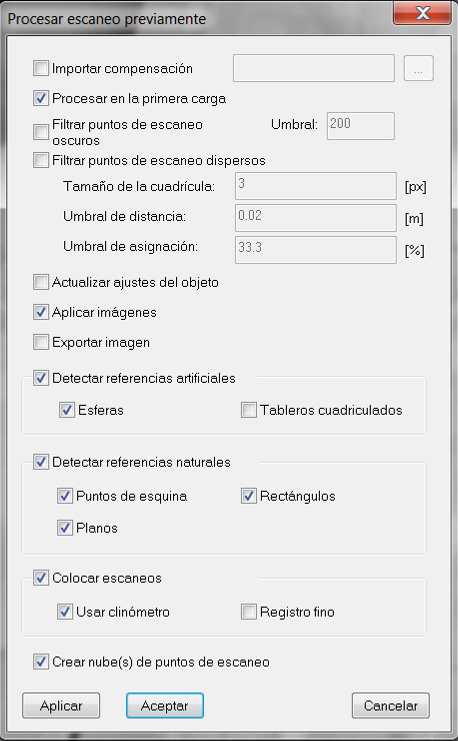 Procesar escaneo previamente
Importar compensación
...
Procesar en la primera carga
Filtrar puntos de escaneo
oscuros
Umbral: 200
Filtrar puntos de escaneo dispersos
Tamaño de la cuadrícula: 3 [px]
Umbral de distancia: 0.02 [m]
Umbral de asignación: 33.3 [%]
Actualizar ajustes del objeto
Aplicar imágenes
Exportar imagen
Detectar referencias artificiales
Esferas Tableros cuadriculados
Detectar referencias naturales
Puntos de esquina Rectángulos
Planos
Colocar escaneos
Usar clinómetro Registro fino
Crear nube(s) de puntos de escaneo
Aplicar Aceptar Cancelar